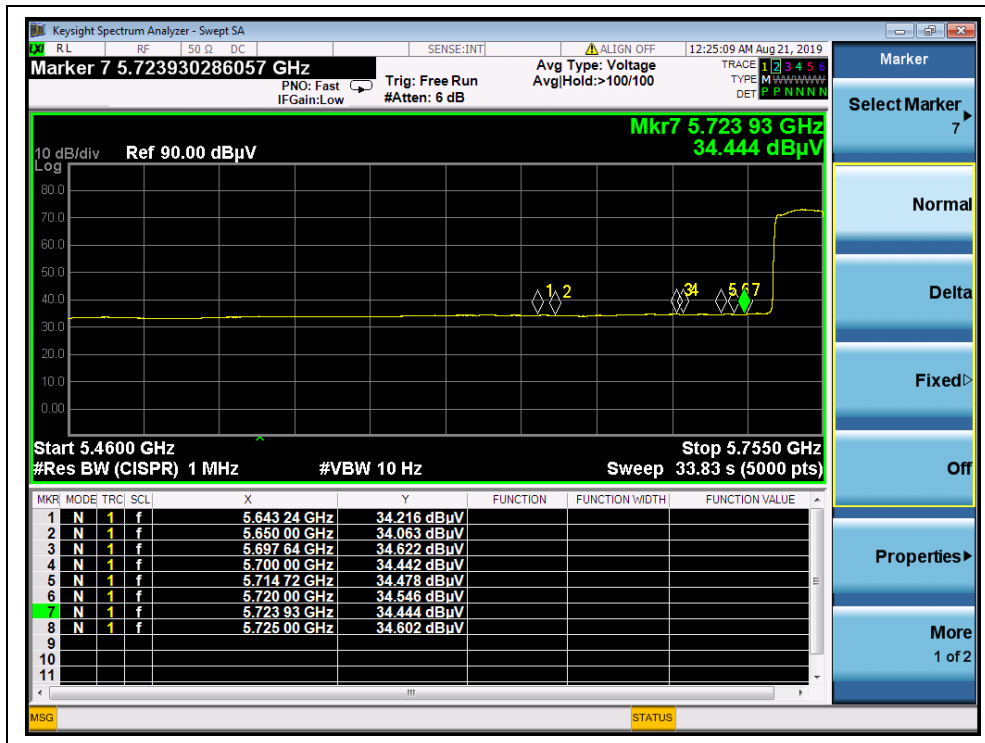 Keysight Spectrum Analyzer - Swept SA
LXI RL RF 50 Ω DC SENSE:INT ALIGN OFF 12:25:09 AM Aug 21, 2019
Marker 7 5.723930286057 GHz
PNO: Fast
IFGain:Low
Trig: Free Run
#Atten: 6 dB
Avg Type: Voltage
Avg|Hold:>100/100
TRACE 1 2 3 4 5 6
TYPE M WWWWW
DET P P N N N N
Mkr7 5.723 93 GHz
34.444 dBµV
10 dB/div Ref 90.00 dBµV
Log
80.0
70.0
60.0
50.0
40.0
30.0
20.0
10.0
0.00
1 2 3 4 5 6 7
Start 5.4600 GHz Stop 5.7550 GHz
#Res BW (CISPR) 1 MHz #VBW 10 Hz Sweep 33.83 s (5000 pts)
MKR MODE TRC SCL X Y FUNCTION FUNCTION WIDTH FUNCTION VALUE
1 N 1 f 5.643 24 GHz 34.216 dBµV
2 N 1 f 5.650 00 GHz 34.063 dBµV
3 N 1 f 5.697 64 GHz 34.622 dBµV
4 N 1 f 5.700 00 GHz 34.442 dBµV
5 N 1 f 5.714 72 GHz 34.478 dBµV
6 N 1 f 5.720 00 GHz 34.546 dBµV
7 N 1 f 5.723 93 GHz 34.444 dBµV
8 N 1 f 5.725 00 GHz 34.602 dBµV
9
10
11
MSG STATUS
Marker
Select Marker
7
Normal
Delta
Fixed
Off
Properties
More
1 of 2